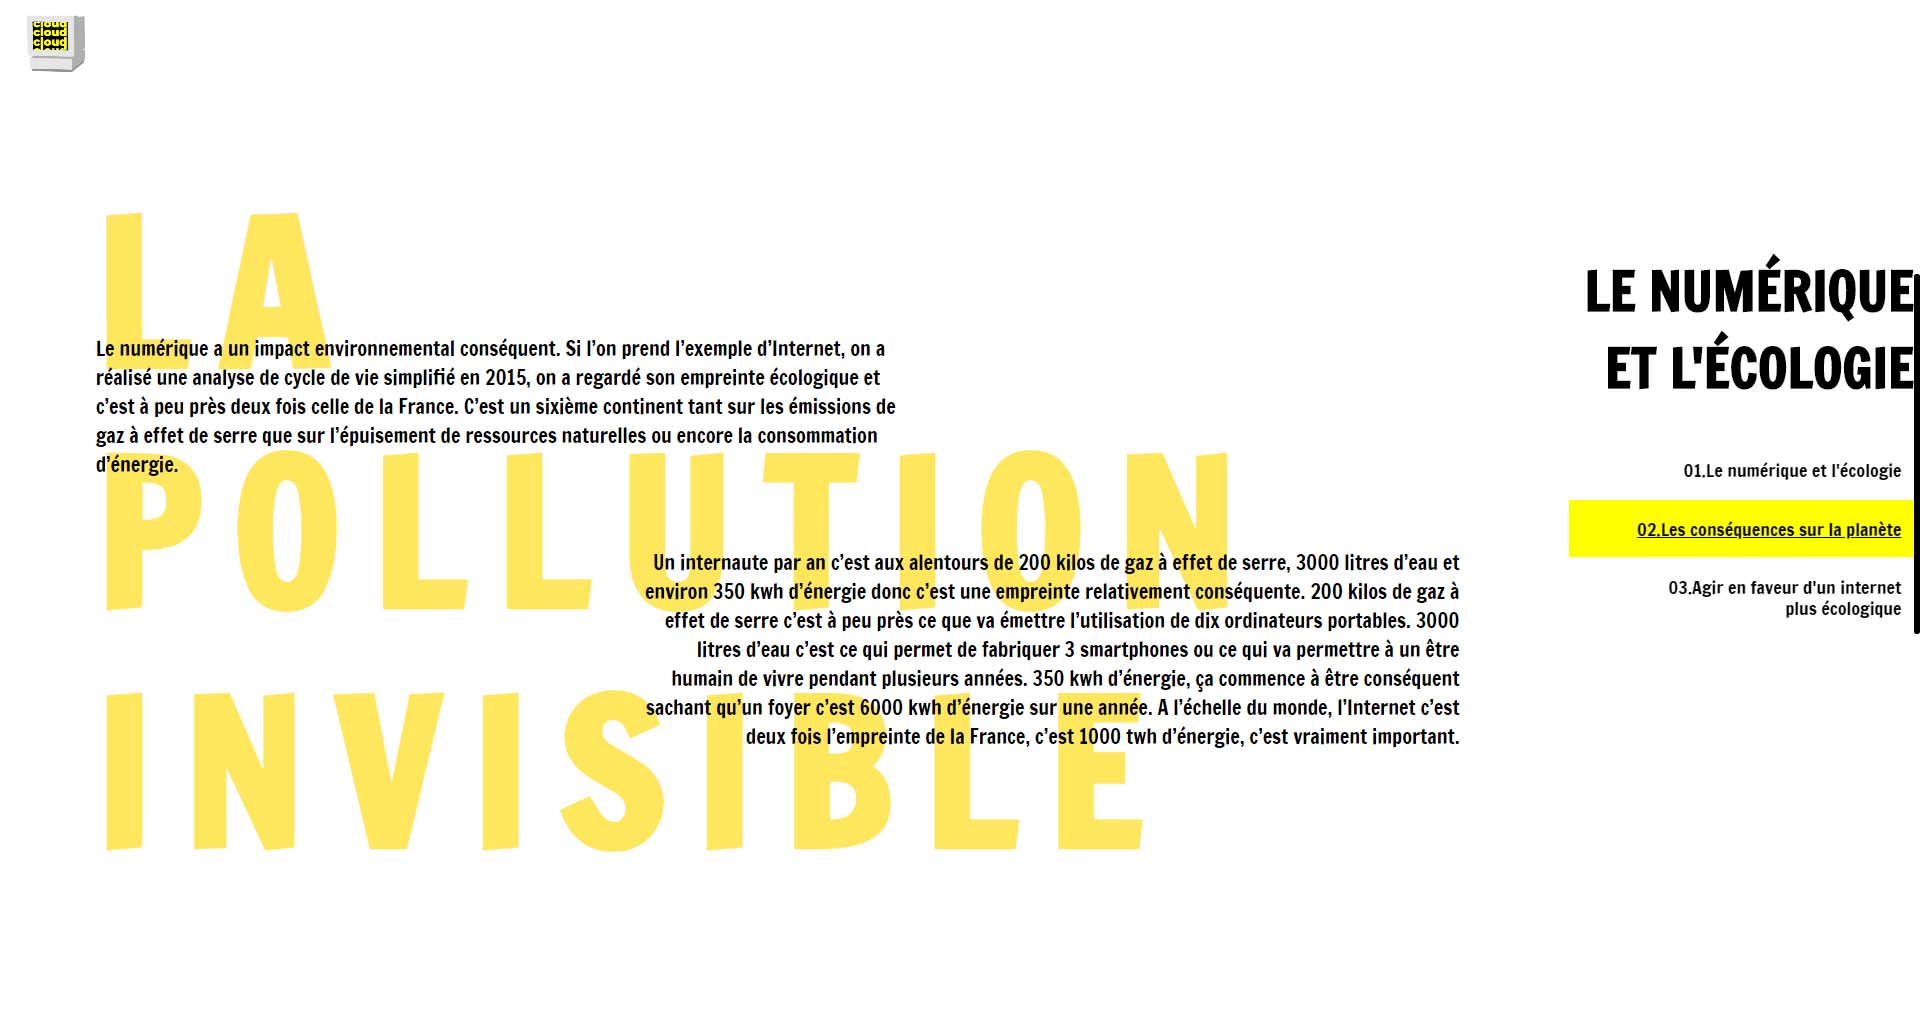 cloud
cloud
cloud
LA
POLLUTION
INVISIBLE
Le numérique a un impact environnemental conséquent. Si l’on prend l’exemple d’Internet, on a
réalisé une analyse de cycle de vie simplifié en 2015, on a regardé son empreinte écologique et
c’est à peu près deux fois celle de la France. C’est un sixième continent tant sur les émissions de
gaz à effet de serre que sur l’épuisement de ressources naturelles ou encore la consommation
d’énergie.
Un internaute par an c’est aux alentours de 200 kilos de gaz à effet de serre, 3000 litres d’eau et
environ 350 kwh d’énergie donc c’est une empreinte relativement conséquente. 200 kilos de gaz à
effet de serre c’est à peu près ce que va émettre l’utilisation de dix ordinateurs portables. 3000
litres d’eau c’est ce qui permet de fabriquer 3 smartphones ou ce qui va permettre à un être
humain de vivre pendant plusieurs années. 350 kwh d’énergie, ça commence à être conséquent
sachant qu’un foyer c’est 6000 kwh d’énergie sur une année. A l’échelle du monde, l’Internet c’est
deux fois l’empreinte de la France, c’est 1000 twh d’énergie, c’est vraiment important.
LE NUMÉRIQUE
ET L'ÉCOLOGIE
01.Le numérique et l'écologie
02.Les conséquences sur la planète
03.Agir en faveur d'un internet
plus écologique